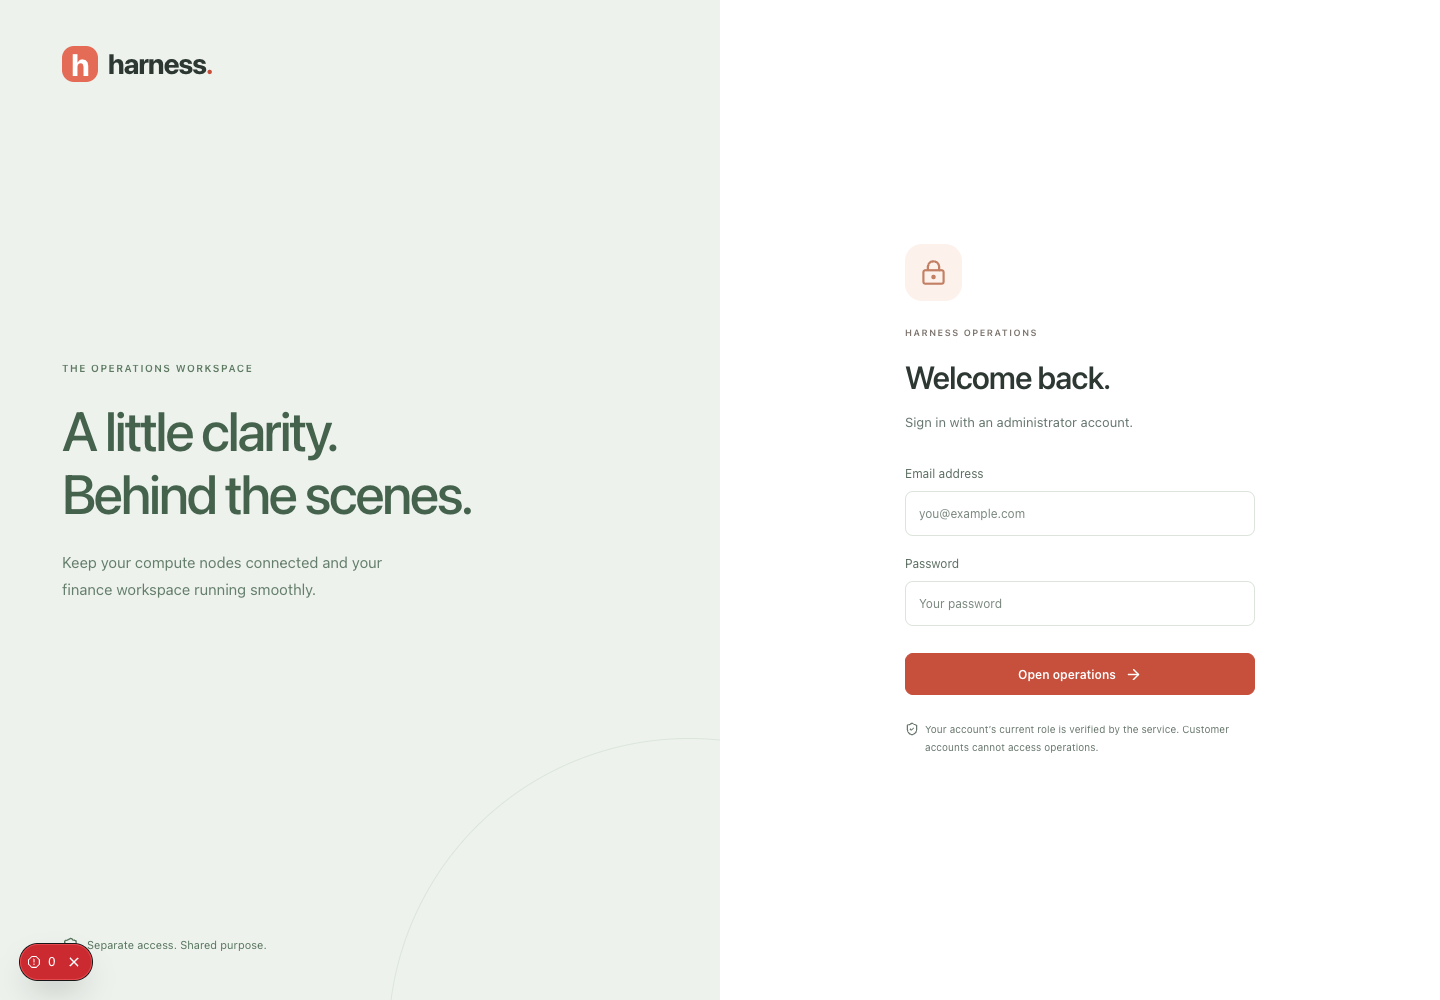 h harness.
THE OPERATIONS WORKSPACE
A little clarity.
Behind the scenes.
Keep your compute nodes connected and your
finance workspace running smoothly.
Separate access. Shared purpose.
0
HARNESS OPERATIONS
Welcome back.
Sign in with an administrator account.
Email address
you@example.com
Password
Your password
Open operations
Your account's current role is verified by the service. Customer
accounts cannot access operations.